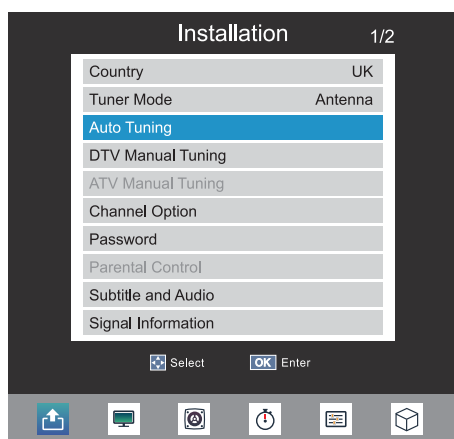 Installation 1/2
Country UK
Tuner Mode Antenna
Auto Tuning
DTV Manual Tuning
ATV Manual Tuning
Channel Option
Password
Parental Control
Subtitle and Audio
Signal Information
Select OK Enter
A